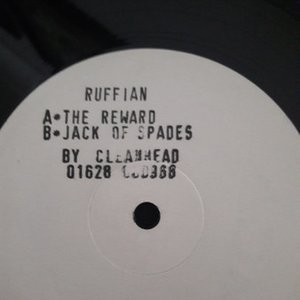 RUFFIAN
A•THE REWARD
B•JACK OF SPADES
BY CLEANHEAD
01628